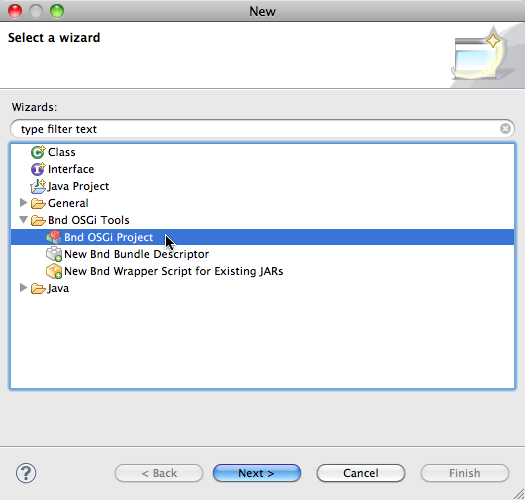 New
Select a wizard
Wizards:
type filter text
Class
Interface
Java Project
General
Bnd OSGi Tools
Bnd OSGi Project
New Bnd Bundle Descriptor
New Bnd Wrapper Script for Existing JARs
Java
? < Back Next > Cancel Finish